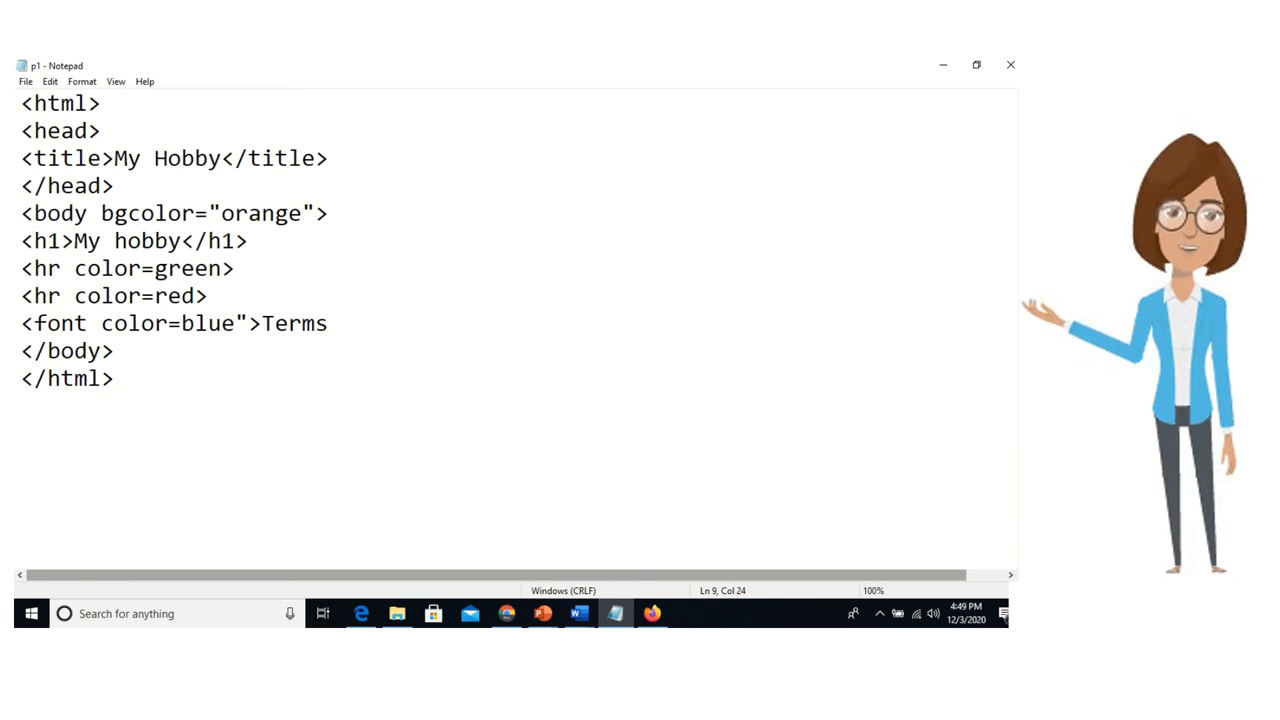 p1 - Notepad
File Edit Format View Help
<html>
<head>
<title>My Hobby</title>
</head>
<body bgcolor="orange">
<h1>My hobby</h1>
<hr color=green>
<hr color=red>
<font color=blue">Terms
</body>
</html>
Windows (CRLF) Ln 9, Col 24 100%
Search for anything
4:49 PM
12/3/2020